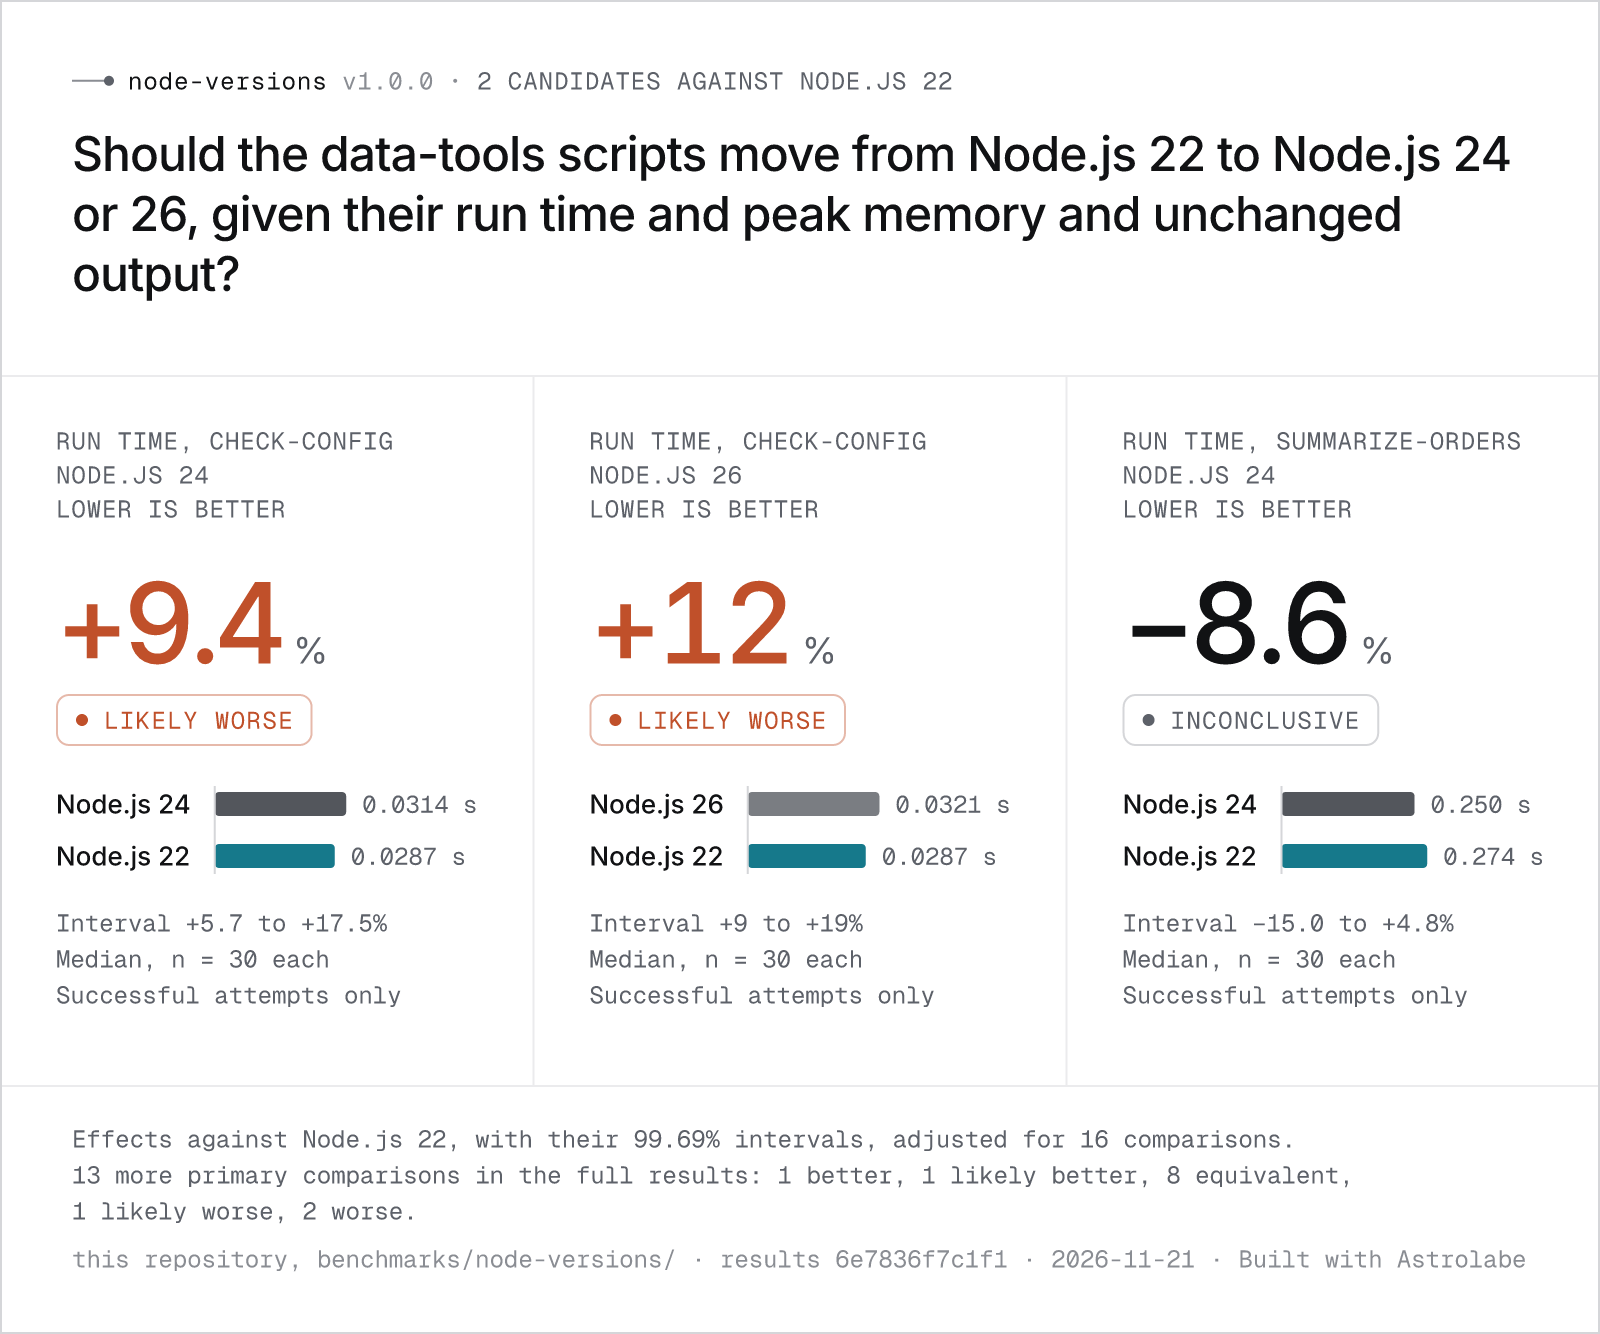 node-versions v1.0.0 · 2 CANDIDATES AGAINST NODE.JS 22
Should the data-tools scripts move from Node.js 22 to Node.js 24
or 26, given their run time and peak memory and unchanged
output?
RUN TIME, CHECK-CONFIG
NODE.JS 24
LOWER IS BETTER
+9.4 %
LIKELY WORSE
Node.js 24 0.0314 s
Node.js 22 0.0287 s
Interval +5.7 to +17.5%
Median, n = 30 each
Successful attempts only
RUN TIME, CHECK-CONFIG
NODE.JS 26
LOWER IS BETTER
+12 %
LIKELY WORSE
Node.js 26 0.0321 s
Node.js 22 0.0287 s
Interval +9 to +19%
Median, n = 30 each
Successful attempts only
RUN TIME, SUMMARIZE-ORDERS
NODE.JS 24
LOWER IS BETTER
−8.6 %
INCONCLUSIVE
Node.js 24 0.250 s
Node.js 22 0.274 s
Interval −15.0 to +4.8%
Median, n = 30 each
Successful attempts only
Effects against Node.js 22, with their 99.69% intervals, adjusted for 16 comparisons.
13 more primary comparisons in the full results: 1 better, 1 likely better, 8 equivalent,
1 likely worse, 2 worse.
this repository, benchmarks/node-versions/ · results 6e7836f7c1f1 · 2026-11-21 · Built with Astrolabe